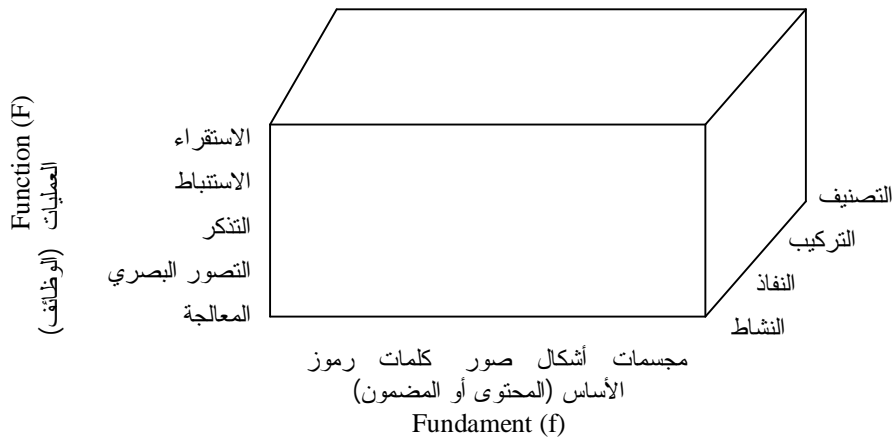 Function (F)
العمليات (الوظائف)
الاستقراء
الاستنباط
التذكر
التصور البصري
المعالجة
التصنيف
التركيب
النفاذ
النشاط
مجسمات أشكال صور كلمات رموز
الأساس (المحتوى أو المضمون)
Fundament (f)